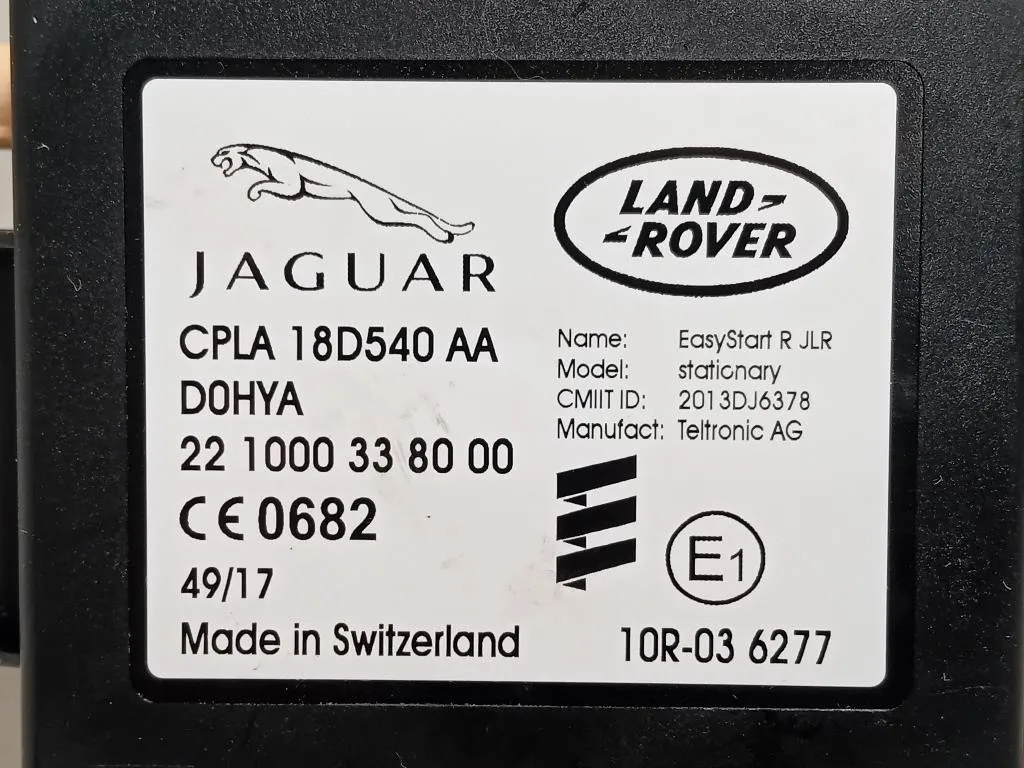 JAGUAR
LAND
ROVER
CPLA 18D540 AA
DOHYA
22 1000 33 80 00
CE 0682
49/17
Made in Switzerland
Name: EasyStart R JLR
Model: stationary
CMIIT ID: 2013DJ6378
Manufact: Teltronic AG
E1
10R-03 6277